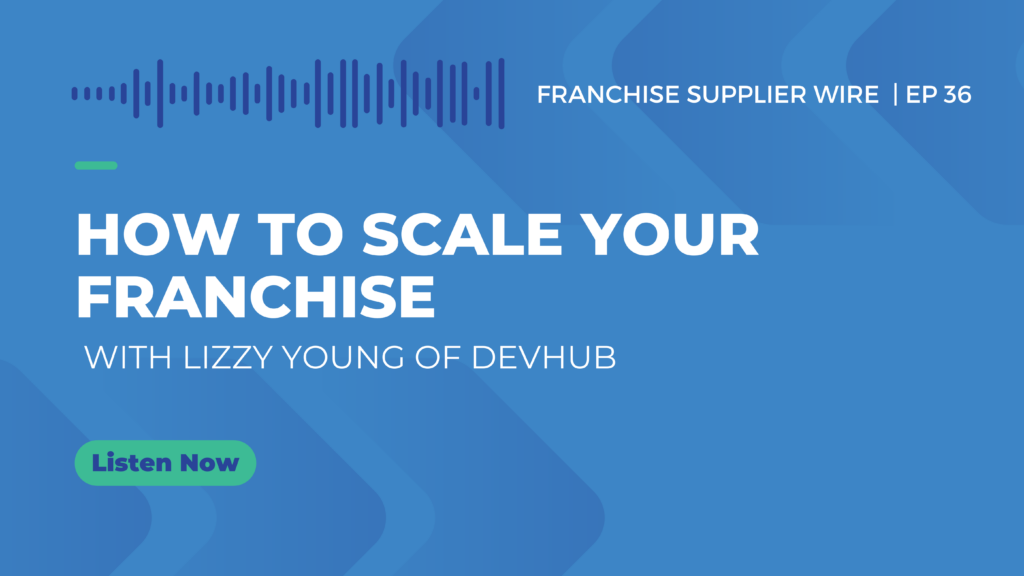 FRANCHISE SUPPLIER WIRE | EP 36
HOW TO SCALE YOUR
FRANCHISE
WITH LIZZY YOUNG OF DEVHUB
Listen Now